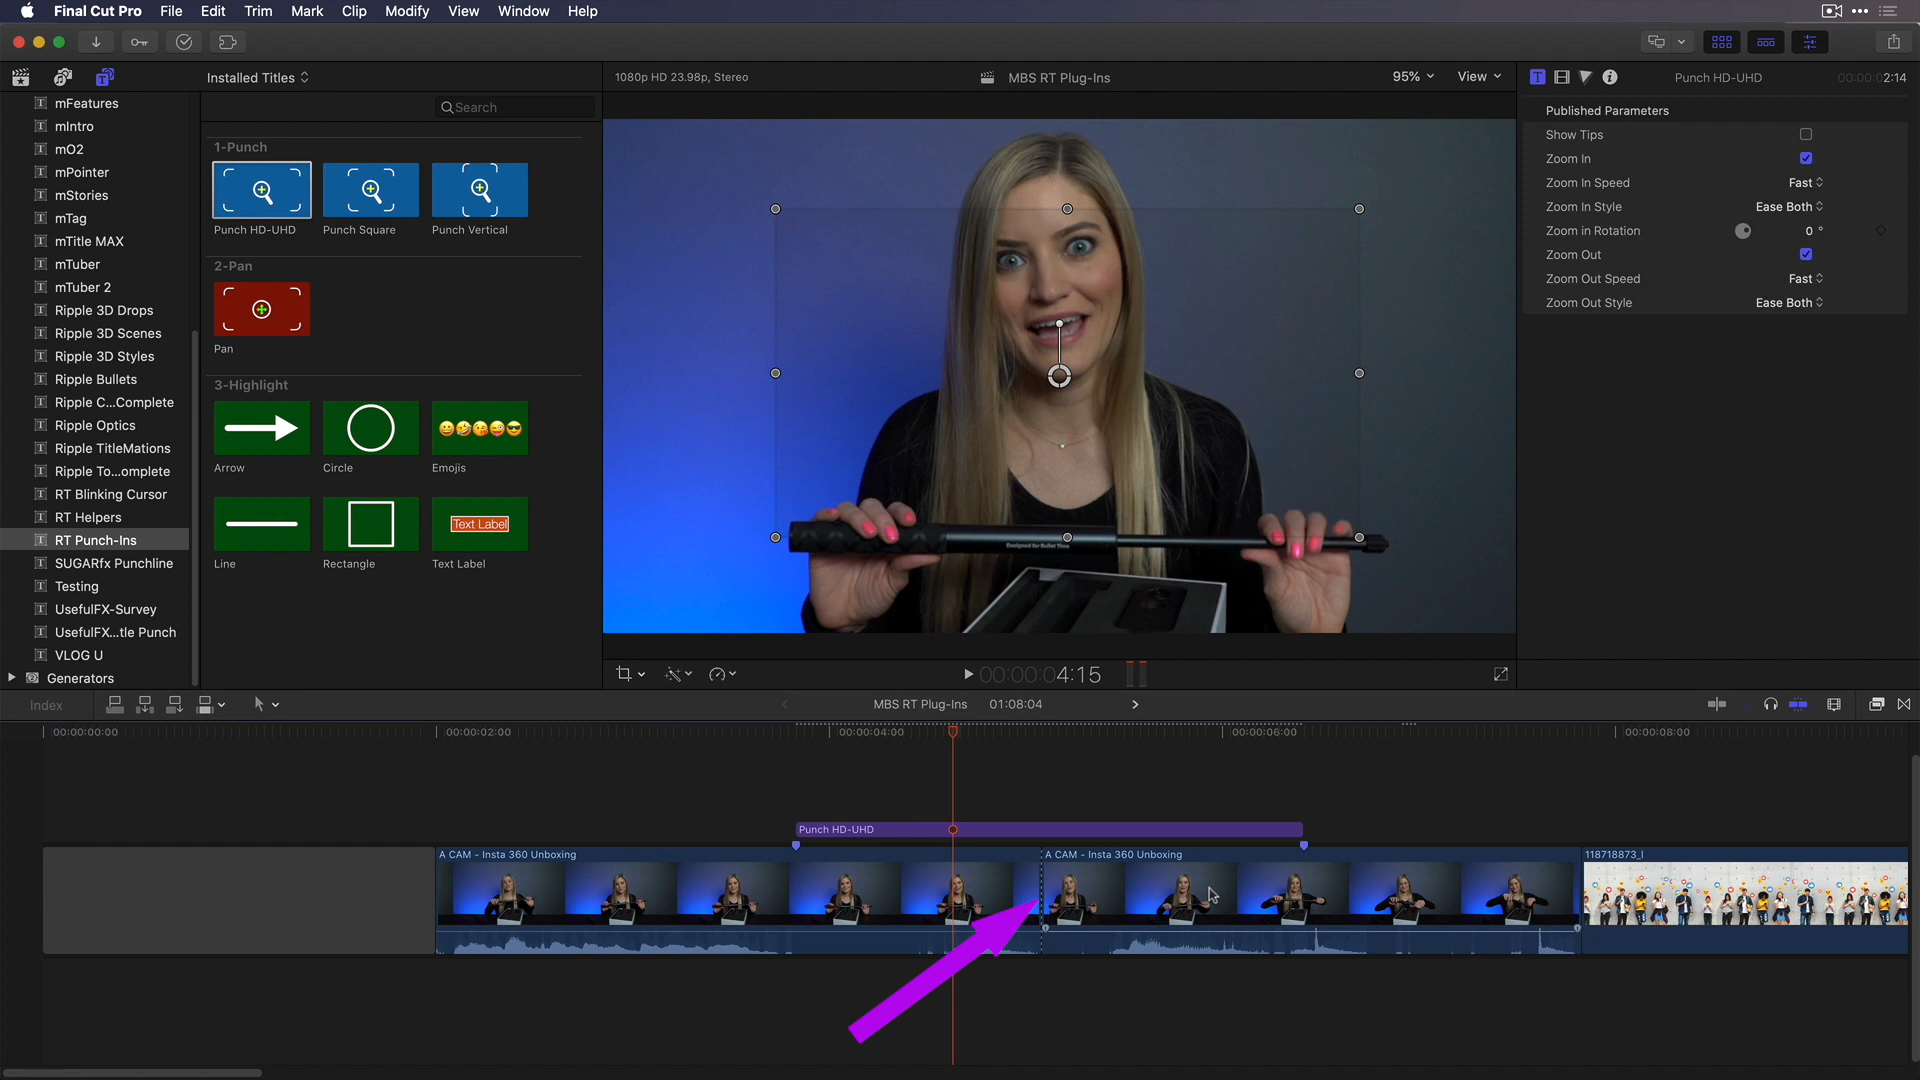 Final Cut Pro File Edit Trim Mark Clip Modify View Window Help
Installed Titles
Search
mFeatures
mIntro
mO2
mPointer
mStories
mTag
mTitle MAX
mTuber
mTuber 2
Ripple 3D Drops
Ripple 3D Scenes
Ripple 3D Styles
Ripple Bullets
Ripple C...Complete
Ripple Optics
Ripple TitleMations
Ripple To...omplete
RT Blinking Cursor
RT Helpers
RT Punch-Ins
SUGARfx Punchline
Testing
UsefulFX-Survey
UsefulFX...tle Punch
VLOG U
Generators
1-Punch
Punch HD-UHD Punch Square Punch Vertical
2-Pan
Pan
3-Highlight
Arrow Circle Emojis
Text Label
Line Rectangle Text Label
1080p HD 23.98p, Stereo
MBS RT Plug-Ins
95% View
Designed for Bullet Time
00:00:04:15
Punch HD-UHD 00:00:02:14
Published Parameters
Show Tips
Zoom In
Zoom In Speed Fast
Zoom In Style Ease Both
Zoom in Rotation 0 °
Zoom Out
Zoom Out Speed Fast
Zoom Out Style Ease Both
Index
MBS RT Plug-Ins 01:08:04
00:00:00:00 00:00:02:00 00:00:04:00 00:00:06:00 00:00:08:00
Punch HD-UHD
A CAM - Insta 360 Unboxing A CAM - Insta 360 Unboxing 118718873_l